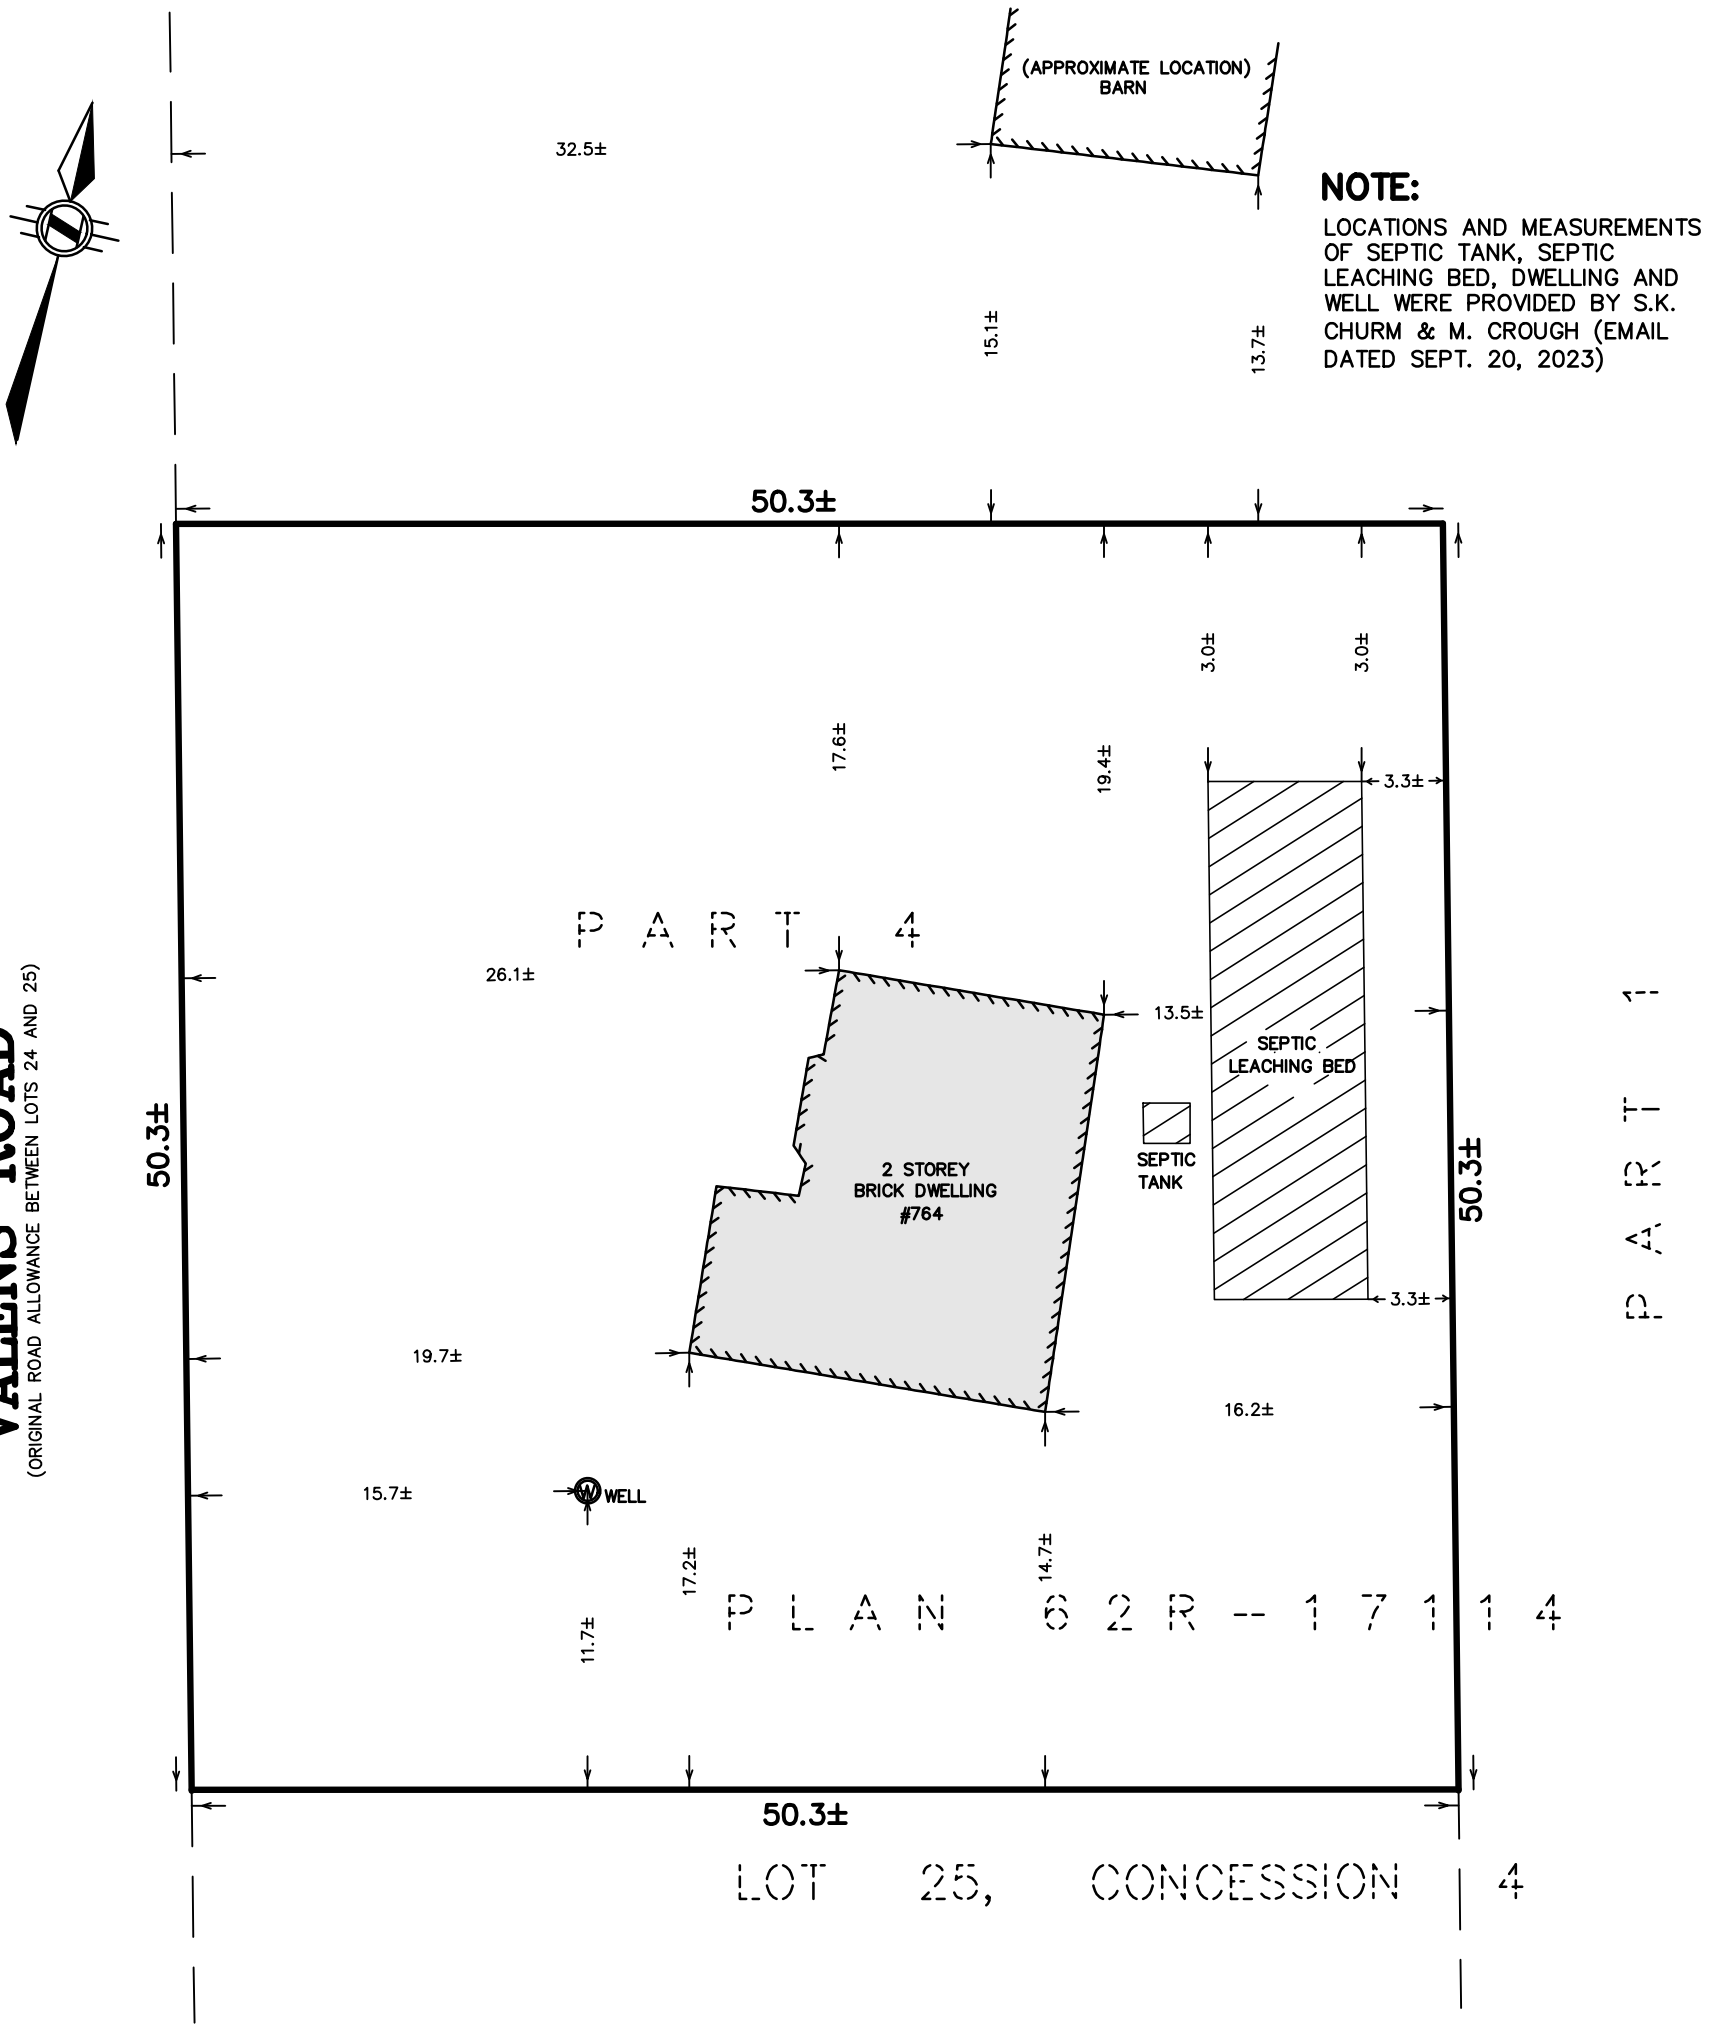 (APPROXIMATE LOCATION)
BARN
32.5±
NOTE:
LOCATIONS AND MEASUREMENTS
OF SEPTIC TANK, SEPTIC
LEACHING BED, DWELLING AND
WELL WERE PROVIDED BY S.K.
CHURM & M. CROUGH (EMAIL
DATED SEPT. 20, 2023)
15.1±
13.7±
50.3±
3.0±
3.0±
17.6±
19.4±
3.3±
PART 4
26.1±
13.5±
SEPTIC
LEACHING BED
VALENS ROAD
(ORIGINAL ROAD ALLOWANCE BETWEEN LOTS 24 AND 25)
50.3±
2 STOREY
BRICK DWELLING
#764
SEPTIC
TANK
50.3±
PART 1
3.3±
19.7±
16.2±
15.7±
W WELL
17.2±
14.7±
11.7±
PLAN 62R-17114
50.3±
LOT 25, CONCESSION 4